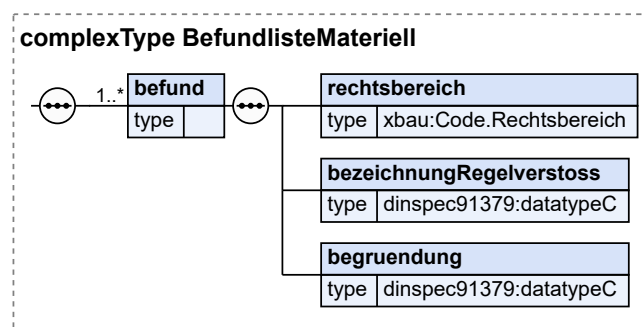 complexType BefundlisteMateriell
1..*
befund
type
rechtsbereich
type xbau:Code.Rechtsbereich
bezeichnungRegelverstoss
type dinspec91379:datatypeC
begruendung
type dinspec91379:datatypeC